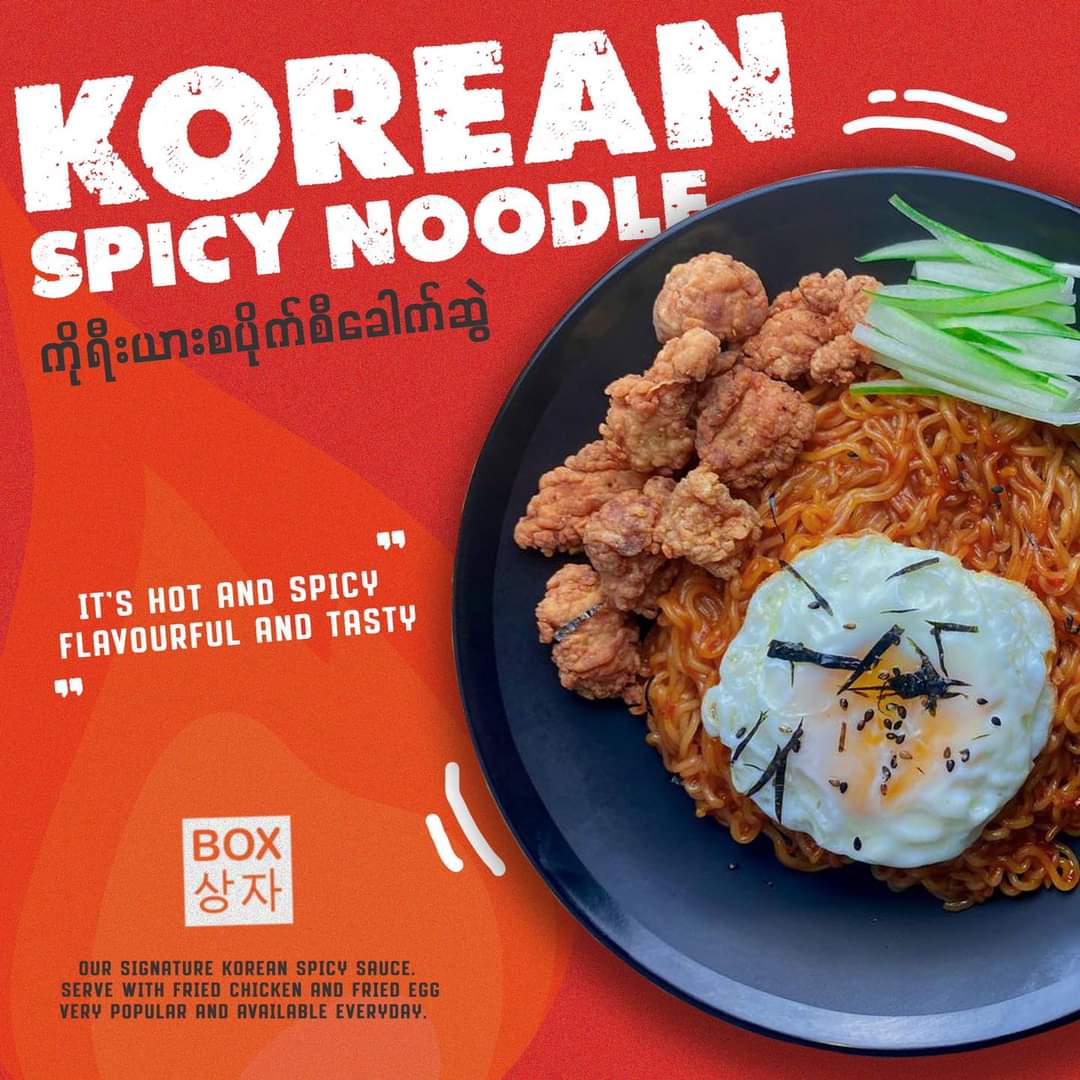 KOREAN
SPICY NOODLE
ကိုရီးယားစပိုက်စီခေါက်ဆွဲ
"
IT'S HOT AND SPICY
FLAVOURFUL AND TASTY
"
BOX
상자
OUR SIGNATURE KOREAN SPICY SAUCE.
SERVE WITH FRIED CHICKEN AND FRIED EGG
VERY POPULAR AND AVAILABLE EVERYDAY.